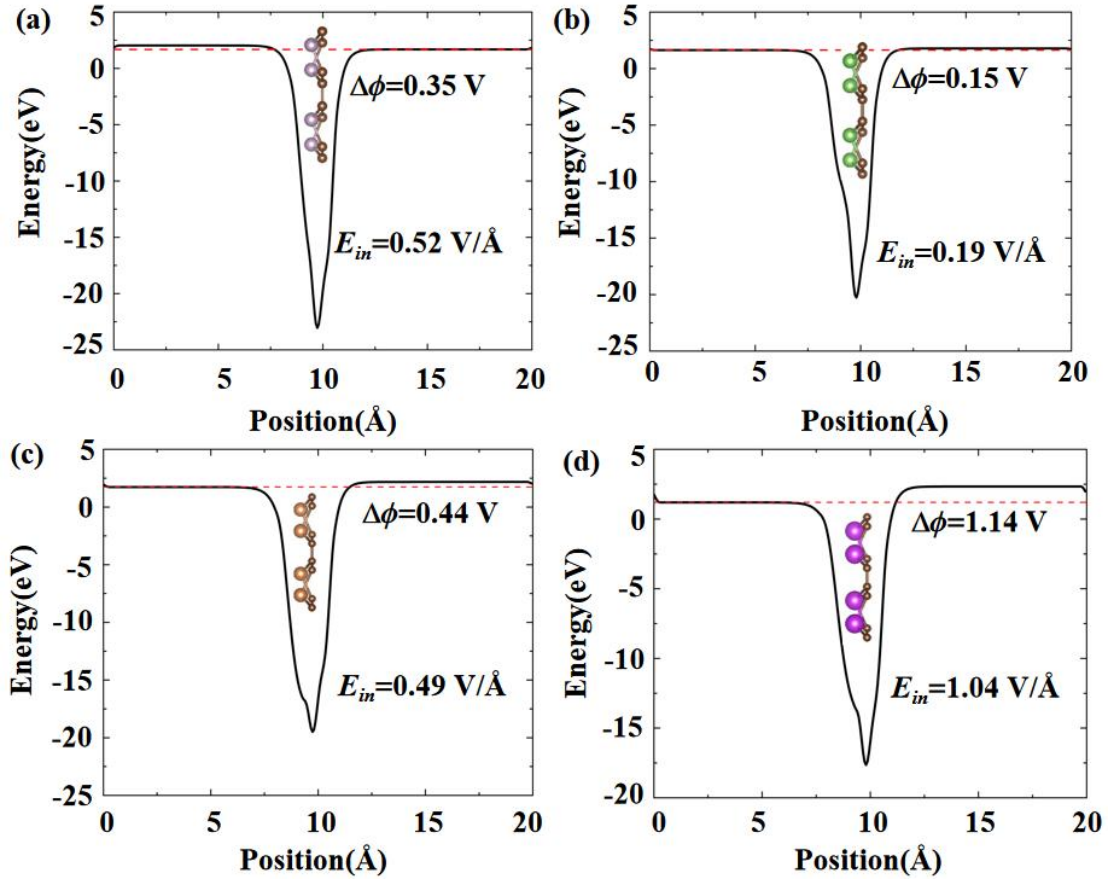 (a)
5
0
-5
-10
-15
-20
-25
Energy(eV)
Δϕ=0.35 V
E_in=0.52 V/Å
0 5 10 15 20
Position(Å)
(b)
5
0
-5
-10
-15
-20
-25
Energy(eV)
Δϕ=0.15 V
E_in=0.19 V/Å
0 5 10 15 20
Position(Å)
(c)
5
0
-5
-10
-15
-20
-25
Energy(eV)
Δϕ=0.44 V
E_in=0.49 V/Å
0 5 10 15 20
Position(Å)
(d)
5
0
-5
-10
-15
-20
Energy(eV)
Δϕ=1.14 V
E_in=1.04 V/Å
0 5 10 15 20
Position(Å)